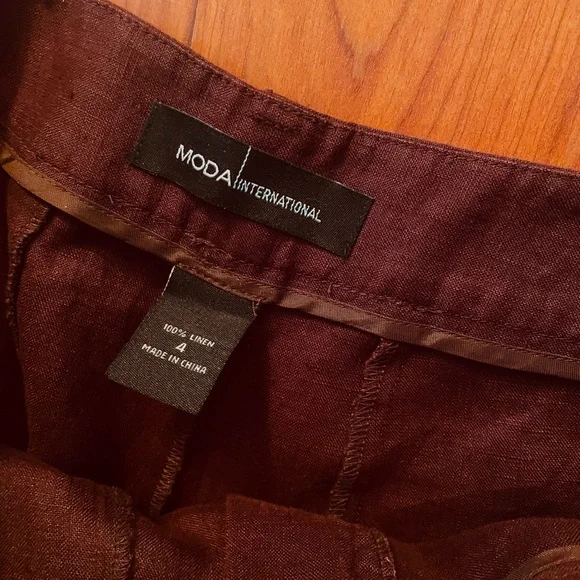 MODA INTERNATIONAL
100% LINEN
4
MADE IN CHINA